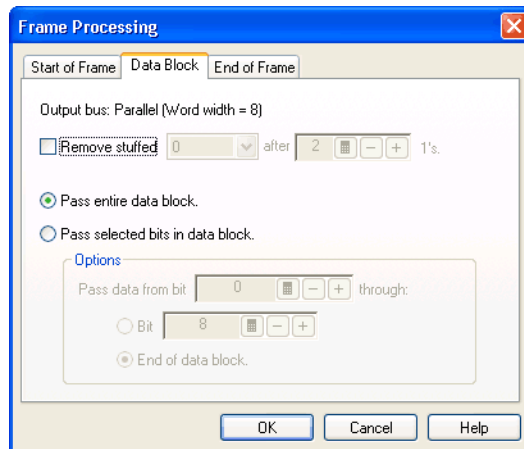 Frame Processing
Start of Frame Data Block End of Frame
Output bus: Parallel (Word width = 8)
Remove stuffed 0 after 2 − + 1's.
Pass entire data block.
Pass selected bits in data block.
Options
Pass data from bit 0 − + through:
Bit 8 − +
End of data block.
OK Cancel Help